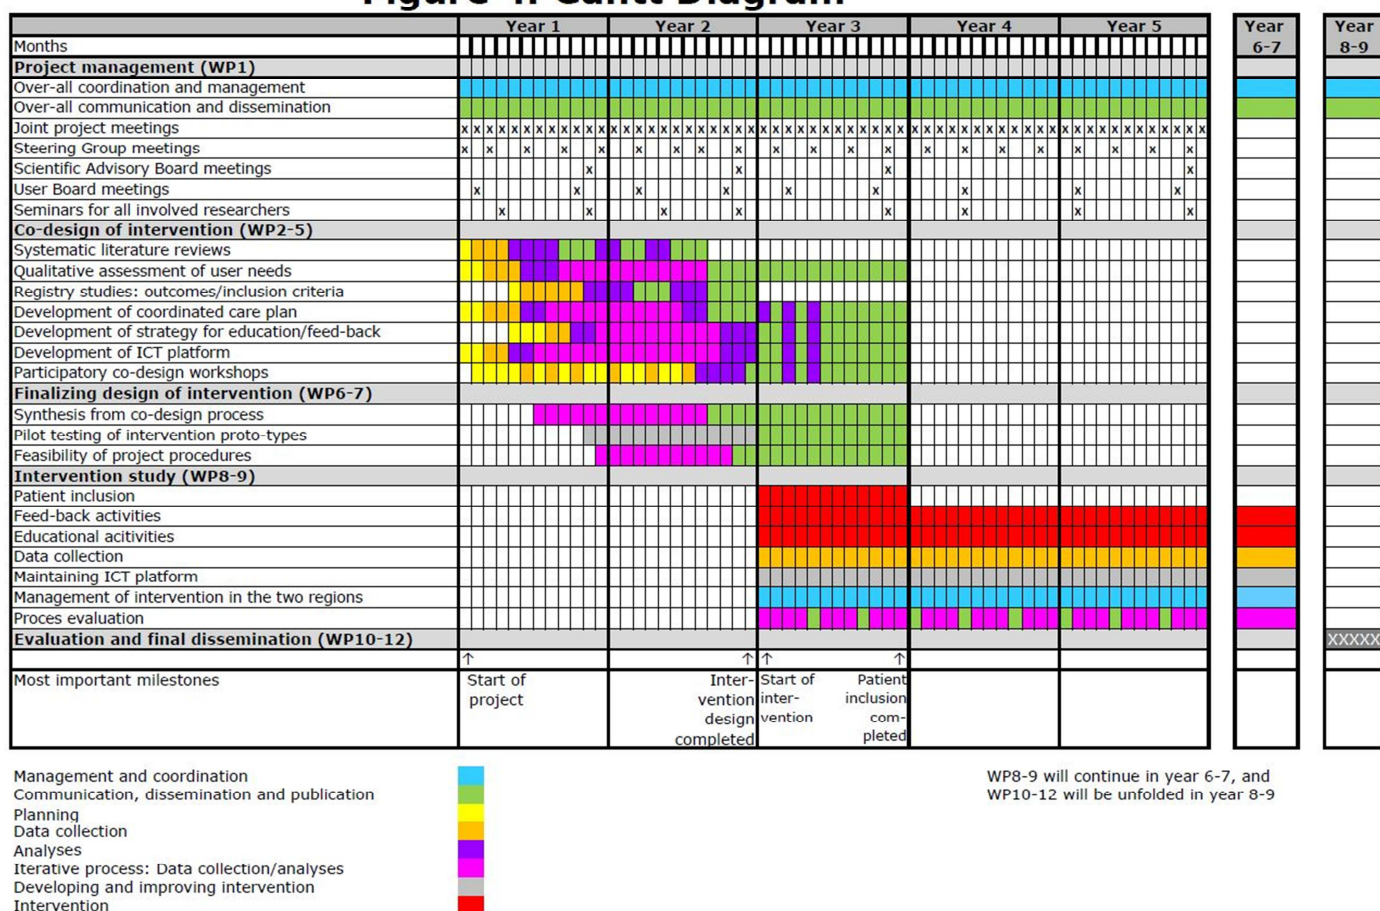 Figure 4. Gantt Diagram
Year 1 Year 2 Year 3 Year 4 Year 5 Year 6-7 Year 8-9
Months
Project management (WP1)
Over-all coordination and management
Over-all communication and dissemination
Joint project meetings x x x x x x x x x x x x x x x x x x x x x x x x x x x x x x x x x x x x x x x x x x x x x x x x x x x x x x x x x x x x
Steering Group meetings x x x x x x x x x x x x x x x x x x x x x
Scientific Advisory Board meetings x x x x
User Board meetings x x x x x x x x x
Seminars for all involved researchers x x x x x x x x
Co-design of intervention (WP2-5)
Systematic literature reviews
Qualitative assessment of user needs
Registry studies: outcomes/inclusion criteria
Development of coordinated care plan
Development of strategy for education/feed-back
Development of ICT platform
Participatory co-design workshops
Finalizing design of intervention (WP6-7)
Synthesis from co-design process
Pilot testing of intervention proto-types
Feasibility of project procedures
Intervention study (WP8-9)
Patient inclusion
Feed-back activities
Educational acitivities
Data collection
Maintaining ICT platform
Management of intervention in the two regions
Proces evaluation
Evaluation and final dissemination (WP10-12) XXXXX
↑ ↑ ↑ ↑
Most important milestones
Start of
project
Inter-
vention
design
completed
Start of
inter-
vention
Patient
inclusion
com-
pleted
Management and coordination
Communication, dissemination and publication
Planning
Data collection
Analyses
Iterative process: Data collection/analyses
Developing and improving intervention
Intervention
WP8-9 will continue in year 6-7, and
WP10-12 will be unfolded in year 8-9